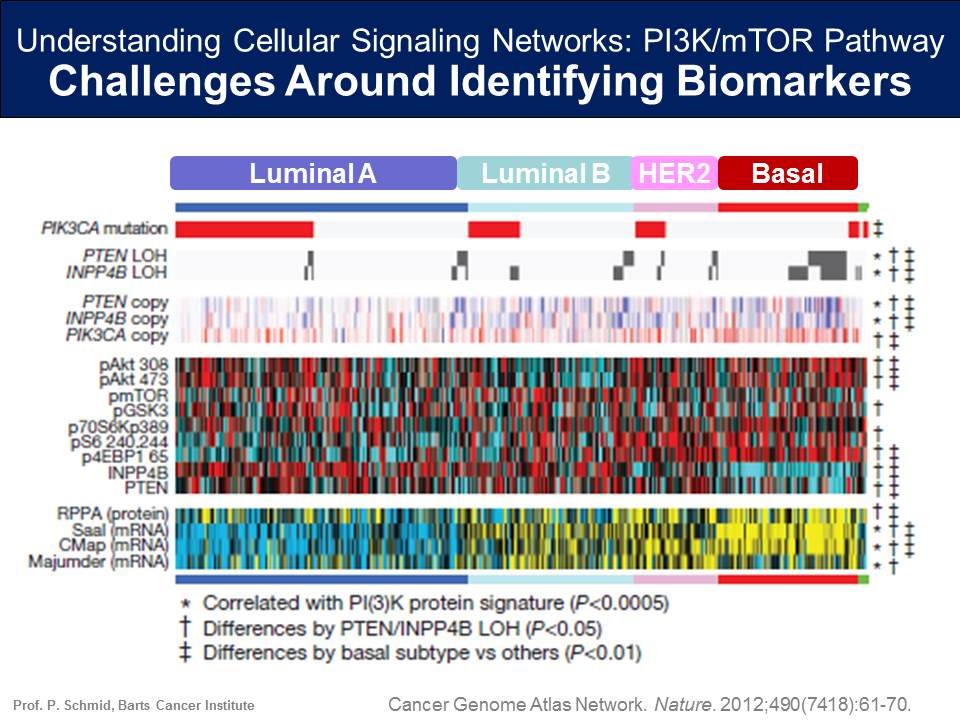 Understanding Cellular Signaling Networks: PI3K/mTOR Pathway
Challenges Around Identifying Biomarkers
Luminal A Luminal B HER2 Basal
PIK3CA mutation ‡
PTEN LOH * † ‡
INPP4B LOH * † ‡
PTEN copy * † ‡
INPP4B copy * † ‡
PIK3CA copy † ‡
pAkt 308 † ‡
pAkt 473 † ‡
pmTOR
pGSK3 †
p70S6Kp389
pS6 240.244 †
p4EBP1 65 ‡
INPP4B † ‡
PTEN † ‡
RPPA (protein) † ‡
Saal (mRNA) * † ‡
CMap (mRNA) * † ‡
Majumder (mRNA) * †
* Correlated with PI(3)K protein signature (P<0.0005)
† Differences by PTEN/INPP4B LOH (P<0.05)
‡ Differences by basal subtype vs others (P<0.01)
Prof. P. Schmid, Barts Cancer Institute
Cancer Genome Atlas Network. Nature. 2012;490(7418):61-70.